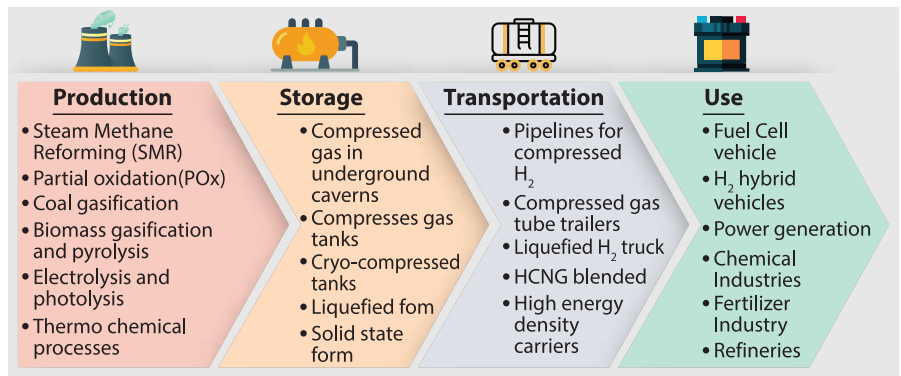 Production
• Steam Methane
Reforming (SMR)
• Partial oxidation(POx)
• Coal gasification
• Biomass gasification
and pyrolysis
• Electrolysis and
photolysis
• Thermo chemical
processes
Storage
• Compressed
gas in
underground
caverns
• Compresses gas
tanks
• Cryo-compressed
tanks
• Liquefied fom
• Solid state
form
Transportation
• Pipelines for
compressed
H₂
• Compressed gas
tube trailers
• Liquefied H₂ truck
• HCNG blended
• High energy
density
carriers
Use
• Fuel Cell
vehicle
• H₂ hybrid
vehicles
• Power generation
• Chemical
Industries
• Fertilizer
Industry
• Refineries